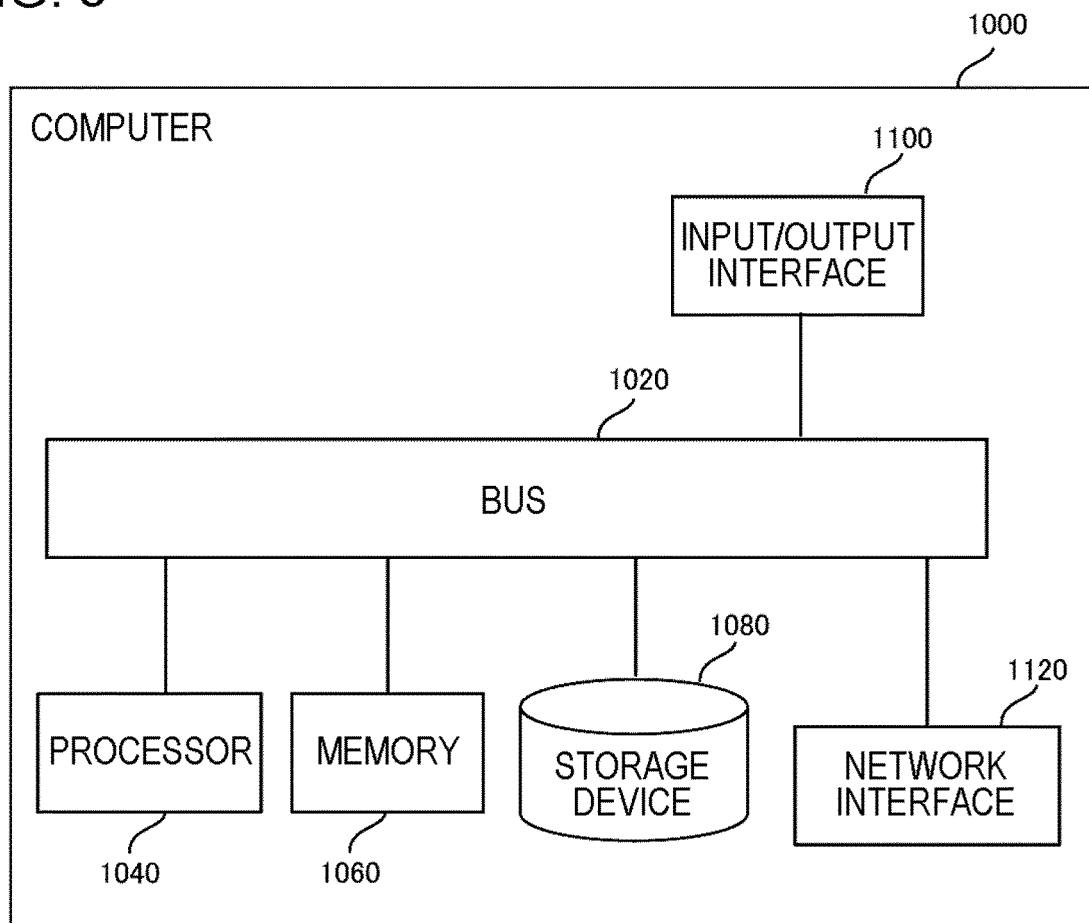 1000
COMPUTER
1100
INPUT/OUTPUT
INTERFACE
1020
BUS
1080
1120
PROCESSOR
MEMORY
STORAGE
DEVICE
NETWORK
INTERFACE
1040
1060